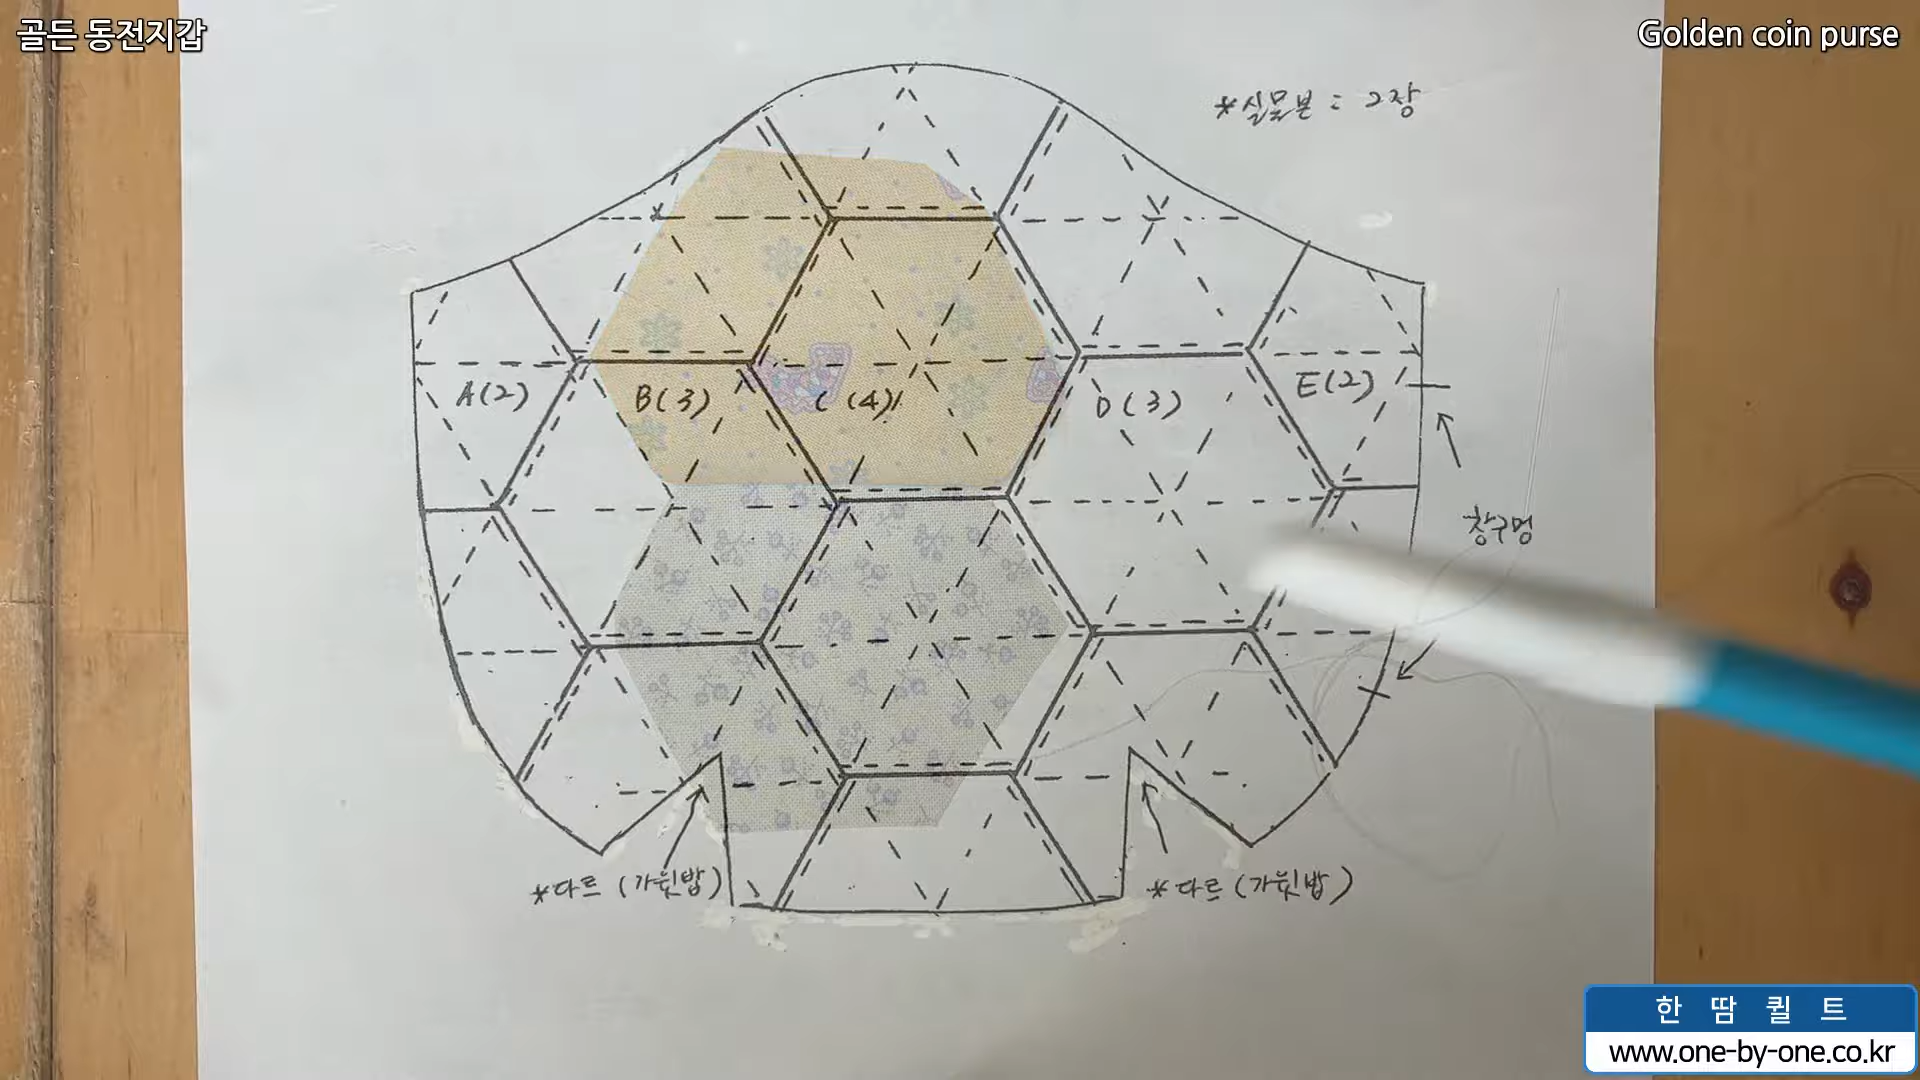 골든 동전지갑
Golden coin purse
*실물본 : 2장
A(2)
B(3)
C(4)
D(3)
E(2)
창구멍
*다트 (가윗밥)
*다트 (가윗밥)
한 땀 퀼트
www.one-by-one.co.kr